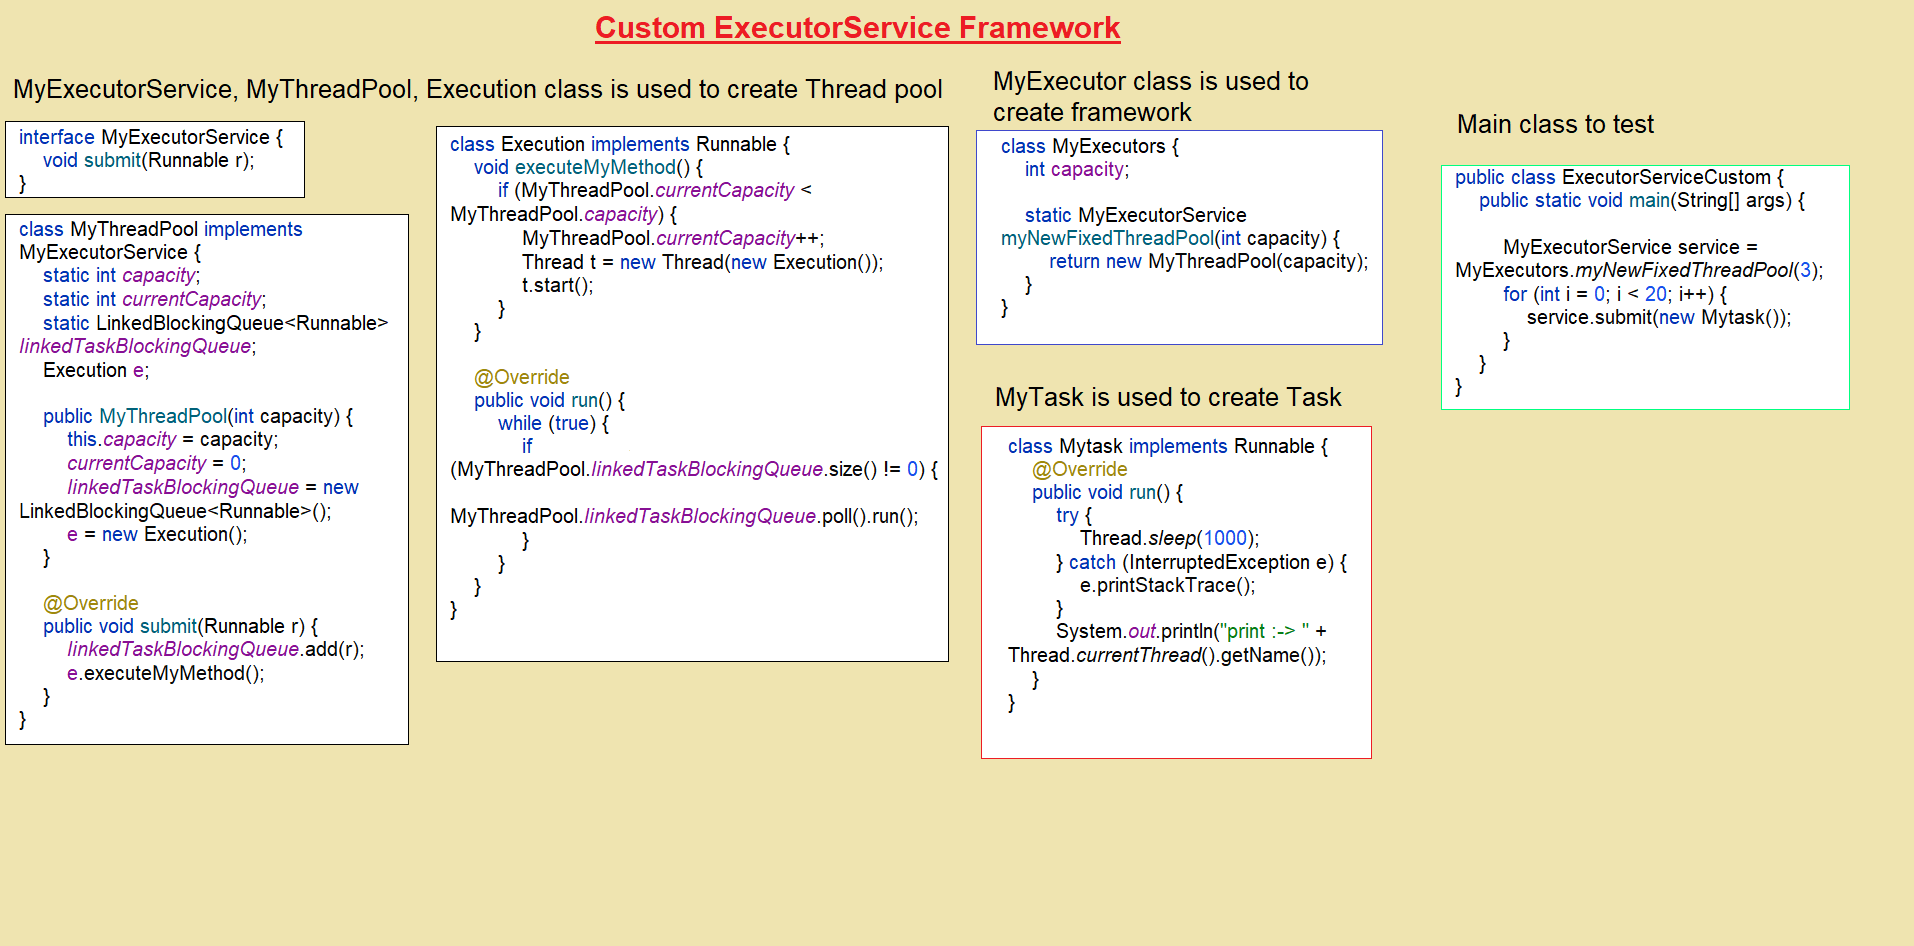 Custom ExecutorService Framework
MyExecutorService, MyThreadPool, Execution class is used to create Thread pool
interface MyExecutorService {
void submit(Runnable r);
}
class MyThreadPool implements
MyExecutorService {
static int capacity;
static int currentCapacity;
static LinkedBlockingQueue<Runnable>
linkedTaskBlockingQueue;
Execution e;
public MyThreadPool(int capacity) {
this.capacity = capacity;
currentCapacity = 0;
linkedTaskBlockingQueue = new
LinkedBlockingQueue<Runnable>();
e = new Execution();
}
@Override
public void submit(Runnable r) {
linkedTaskBlockingQueue.add(r);
e.executeMyMethod();
}
}
class Execution implements Runnable {
void executeMyMethod() {
if (MyThreadPool.currentCapacity <
MyThreadPool.capacity) {
MyThreadPool.currentCapacity++;
Thread t = new Thread(new Execution());
t.start();
}
}
@Override
public void run() {
while (true) {
if
(MyThreadPool.linkedTaskBlockingQueue.size() != 0) {
MyThreadPool.linkedTaskBlockingQueue.poll().run();
}
}
}
}
MyExecutor class is used to
create framework
class MyExecutors {
int capacity;
static MyExecutorService
myNewFixedThreadPool(int capacity) {
return new MyThreadPool(capacity);
}
}
MyTask is used to create Task
class Mytask implements Runnable {
@Override
public void run() {
try {
Thread.sleep(1000);
} catch (InterruptedException e) {
e.printStackTrace();
}
System.out.println("print :-> " +
Thread.currentThread().getName());
}
}
Main class to test
public class ExecutorServiceCustom {
public static void main(String[] args) {
MyExecutorService service =
MyExecutors.myNewFixedThreadPool(3);
for (int i = 0; i < 20; i++) {
service.submit(new Mytask());
}
}
}